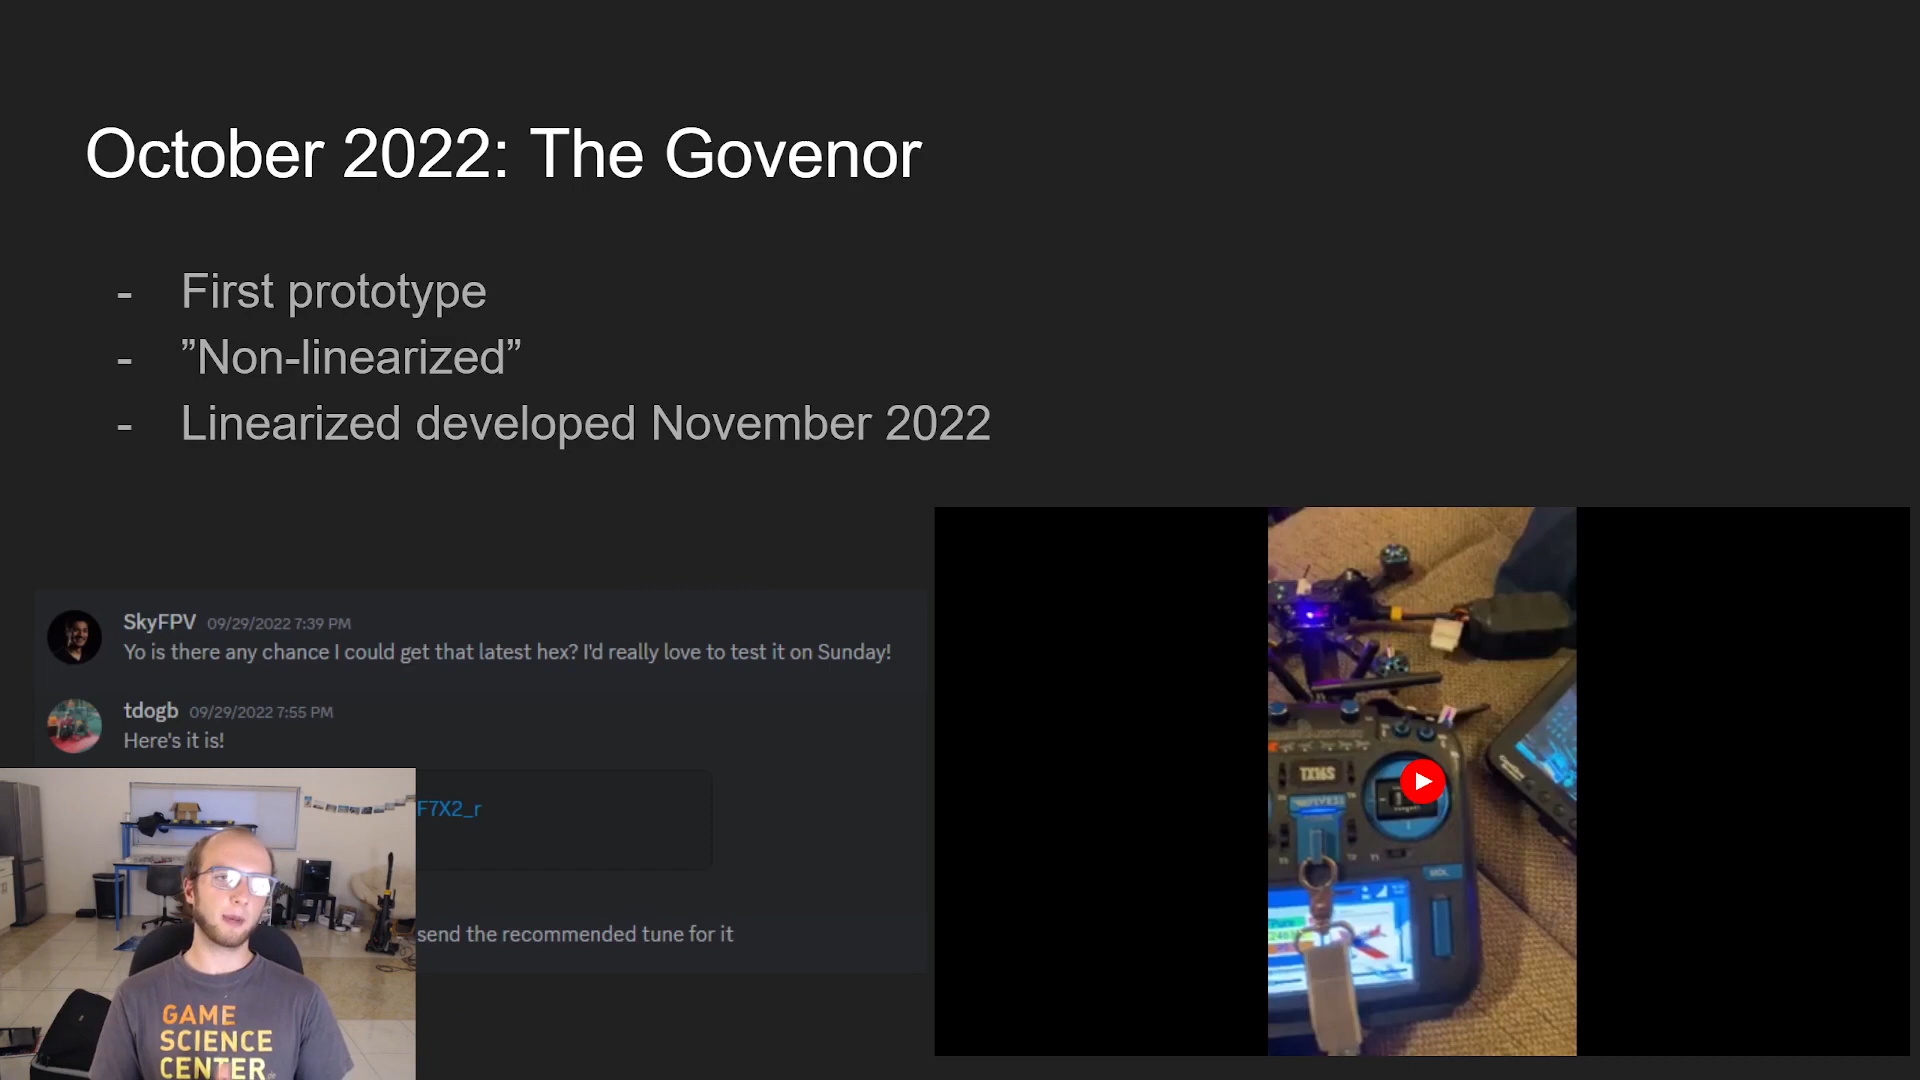 October 2022: The Govenor
- First prototype
- ”Non-linearized”
- Linearized developed November 2022
SkyFPV 09/29/2022 7:39 PM
Yo is there any chance I could get that latest hex? I'd really love to test it on Sunday!
tdogb 09/29/2022 7:55 PM
Here's it is!
F7X2_r
send the recommended tune for it
GAME
SCIENCE
CENTER
TX16S